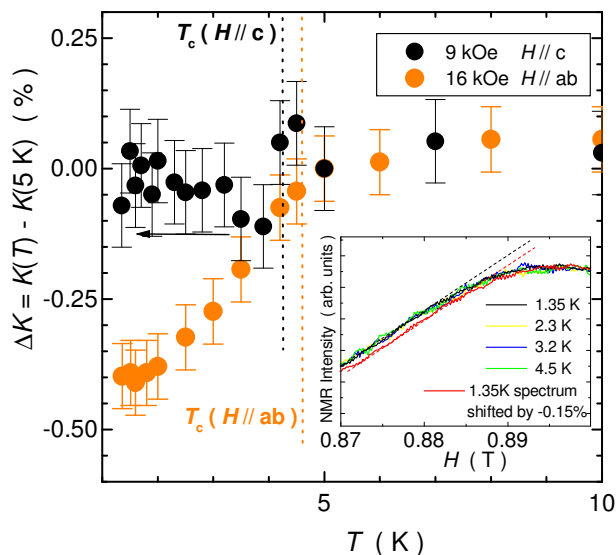 T_c ( H // c )
9 kOe H // c
16 kOe H // ab
ΔK = K(T) - K(5 K) ( % )
0.25
0.00
-0.25
-0.50
T_c ( H // ab )
NMR Intensity ( arb. units )
1.35 K
2.3 K
3.2 K
4.5 K
1.35K spectrum
shifted by -0.15%
0.87 0.88 0.89
H ( T )
5 10
T ( K )